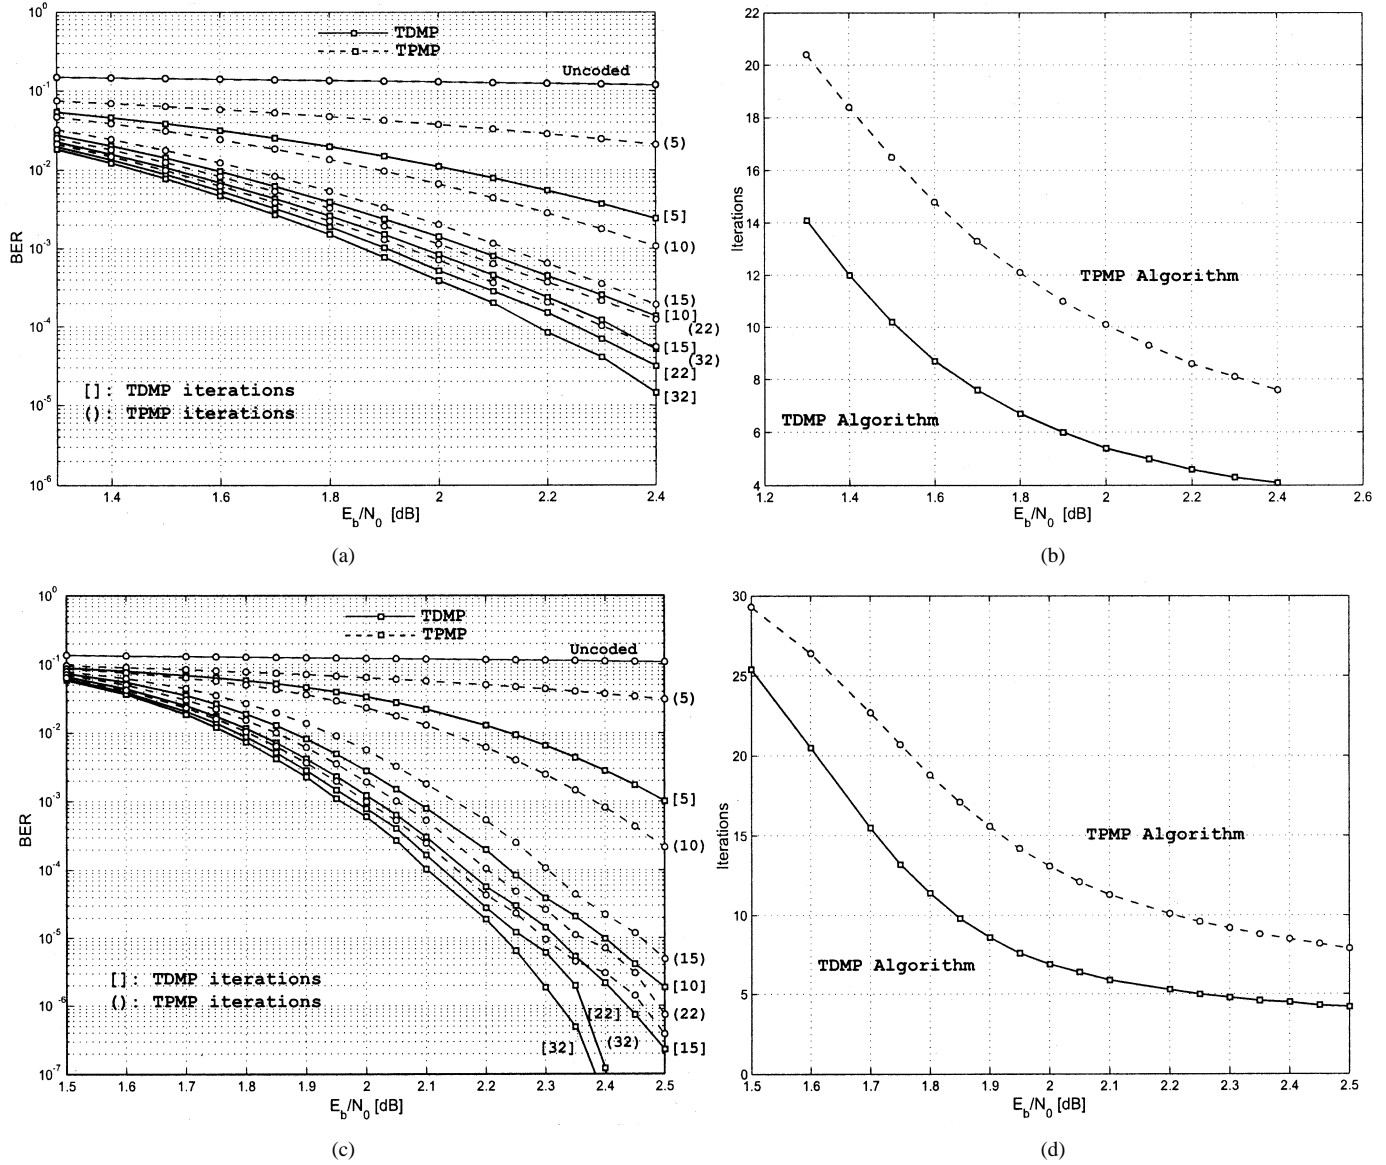 10^0
10^-1
10^-2
10^-3
10^-4
10^-5
10^-6
BER
TDMP
TPMP
Uncoded
(5)
[5]
(10)
(15)
[10]
(22)
[15]
(32)
[22]
[32]
[]: TDMP iterations
(): TPMP iterations
1.4 1.6 1.8 2 2.2 2.4
E_b/N_0 [dB]
(a)
22
20
18
16
14
12
10
8
6
4
Iterations
TPMP Algorithm
TDMP Algorithm
1.2 1.4 1.6 1.8 2 2.2 2.4 2.6
E_b/N_0 [dB]
(b)
10^0
10^-1
10^-2
10^-3
10^-4
10^-5
10^-6
10^-7
BER
TDMP
TPMP
Uncoded
(5)
[5]
(10)
(15)
[10]
[22]
(22)
(32)
[32]
[15]
[]: TDMP iterations
(): TPMP iterations
1.5 1.6 1.7 1.8 1.9 2 2.1 2.2 2.3 2.4 2.5
E_b/N_0 [dB]
(c)
30
25
20
15
10
5
0
Iterations
TPMP Algorithm
TDMP Algorithm
1.5 1.6 1.7 1.8 1.9 2 2.1 2.2 2.3 2.4 2.5
E_b/N_0 [dB]
(d)